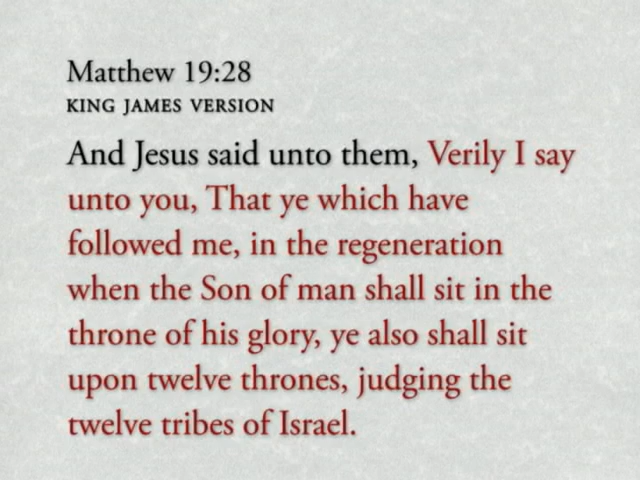 Matthew 19:28
KING JAMES VERSION
And Jesus said unto them, Verily I say
unto you, That ye which have
followed me, in the regeneration
when the Son of man shall sit in the
throne of his glory, ye also shall sit
upon twelve thrones, judging the
twelve tribes of Israel.